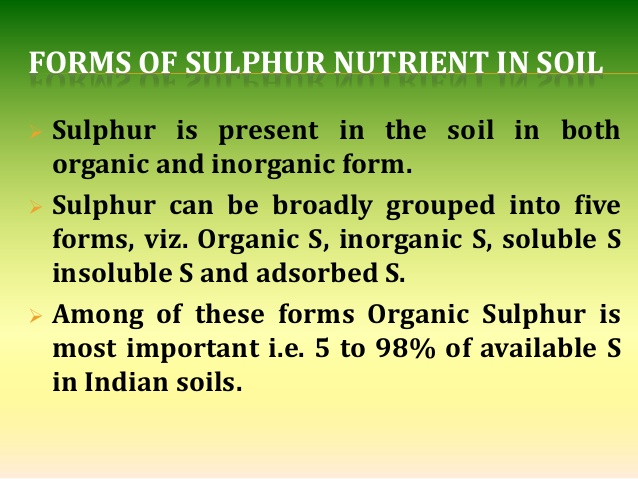 FORMS OF SULPHUR NUTRIENT IN SOIL
Sulphur is present in the soil in both
organic and inorganic form.
Sulphur can be broadly grouped into five
forms, viz. Organic S, inorganic S, soluble S
insoluble S and adsorbed S.
Among of these forms Organic Sulphur is
most important i.e. 5 to 98% of available S
in Indian soils.